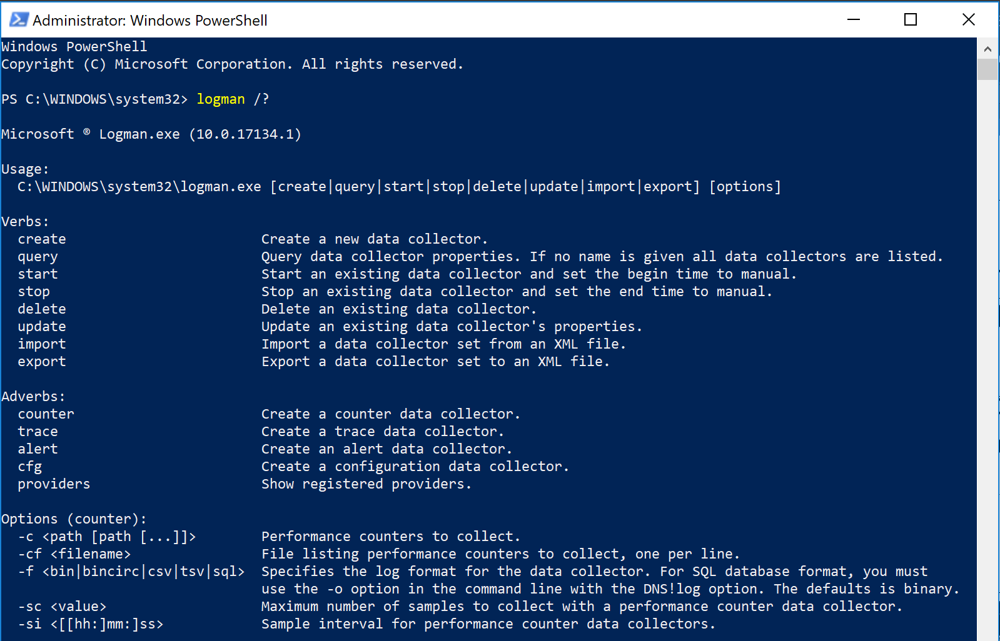 Administrator: Windows PowerShell
Windows PowerShell
Copyright (C) Microsoft Corporation. All rights reserved.
PS C:\WINDOWS\system32> logman /?
Microsoft ® Logman.exe (10.0.17134.1)
Usage:
C:\WINDOWS\system32\logman.exe [create|query|start|stop|delete|update|import|export] [options]
Verbs:
create Create a new data collector.
query Query data collector properties. If no name is given all data collectors are listed.
start Start an existing data collector and set the begin time to manual.
stop Stop an existing data collector and set the end time to manual.
delete Delete an existing data collector.
update Update an existing data collector's properties.
import Import a data collector set from an XML file.
export Export a data collector set to an XML file.
Adverbs:
counter Create a counter data collector.
trace Create a trace data collector.
alert Create an alert data collector.
cfg Create a configuration data collector.
providers Show registered providers.
Options (counter):
-c <path [path [...]]> Performance counters to collect.
-cf <filename> File listing performance counters to collect, one per line.
-f <bin|bincirc|csv|tsv|sql> Specifies the log format for the data collector. For SQL database format, you must
use the -o option in the command line with the DNS!log option. The defaults is binary.
-sc <value> Maximum number of samples to collect with a performance counter data collector.
-si <[[hh:]mm:]ss> Sample interval for performance counter data collectors.